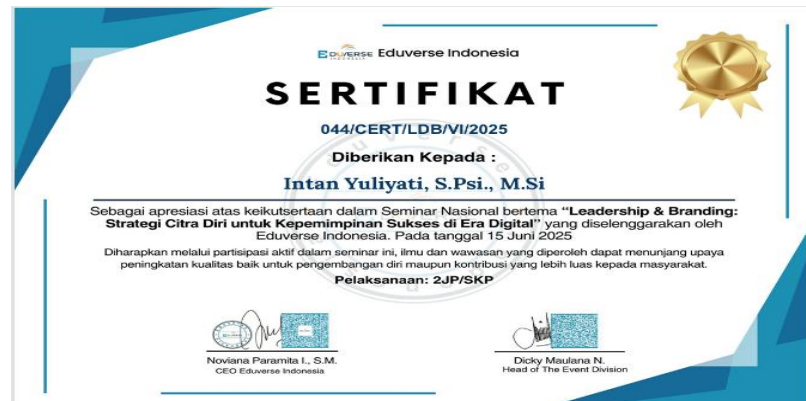 EDUVERSE
INDONESIA
Eduverse Indonesia
SERTIFIKAT
044/CERT/LDB/VI/2025
Diberikan Kepada :
Intan Yuliyati, S.Psi., M.Si
Sebagai apresiasi atas keikutsertaan dalam Seminar Nasional bertema “Leadership & Branding:
Strategi Citra Diri untuk Kepemimpinan Sukses di Era Digital” yang diselenggarakan oleh
Eduverse Indonesia. Pada tanggal 15 Juni 2025
Diharapkan melalui partisipasi aktif dalam seminar ini, ilmu dan wawasan yang diperoleh dapat menunjang upaya
peningkatan kualitas baik untuk pengembangan diri maupun kontribusi yang lebih luas kepada masyarakat.
Pelaksanaan: 2JP/SKP
Noviana Paramita I., S.M.
CEO Eduverse Indonesia
Dicky Maulana N.
Head of The Event Division